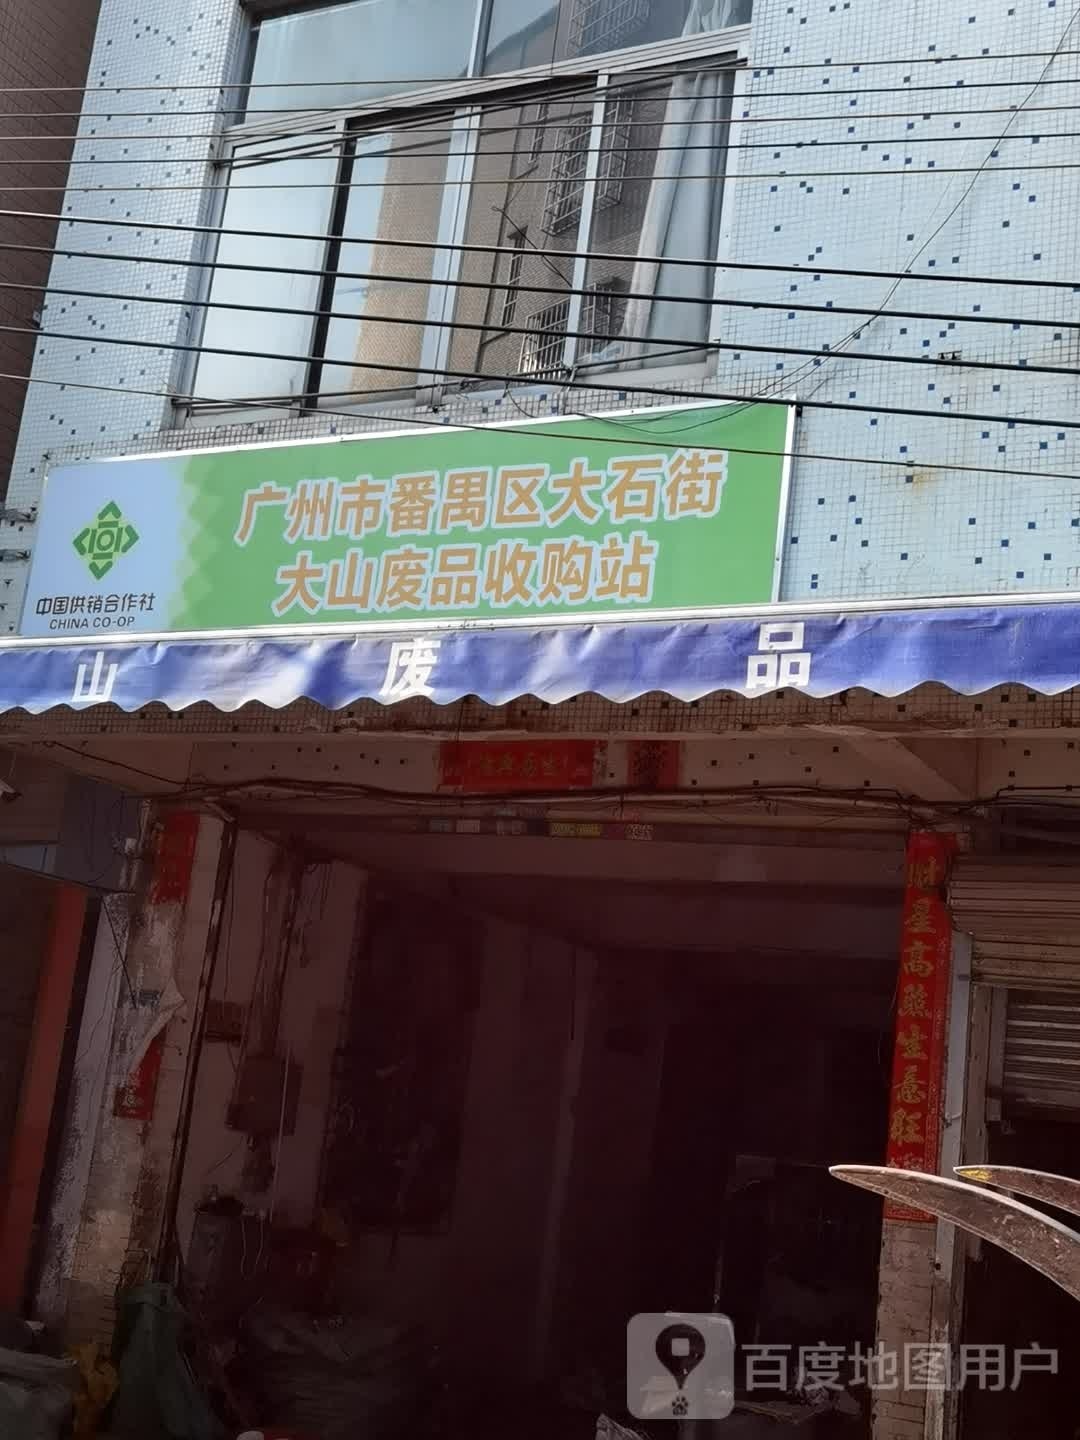 广州市番禺区大石街
大山废品收购站
中国供销合作社
CHINA CO-OP
山 废 品
财星高照生意旺
百度地图用户